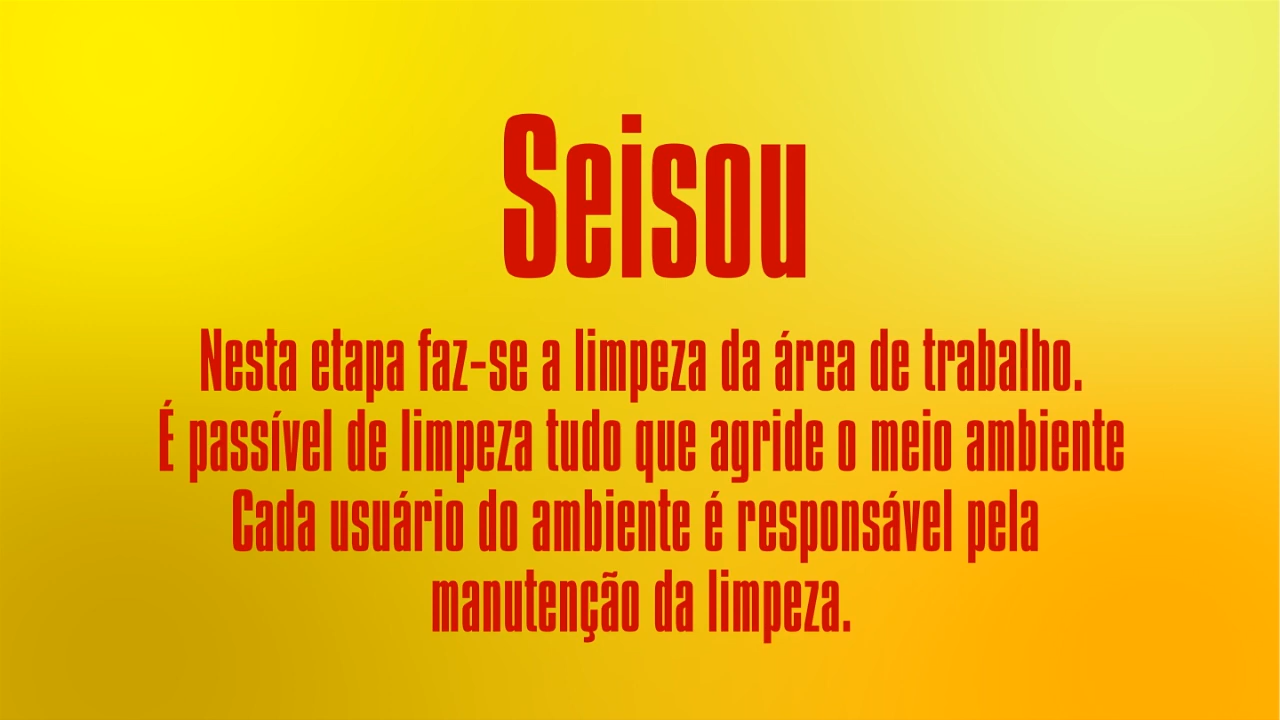 Seisou
Nesta etapa faz-se a limpeza da área de trabalho.
É passível de limpeza tudo que agride o meio ambiente
Cada usuário do ambiente é responsável pela
manutenção da limpeza.